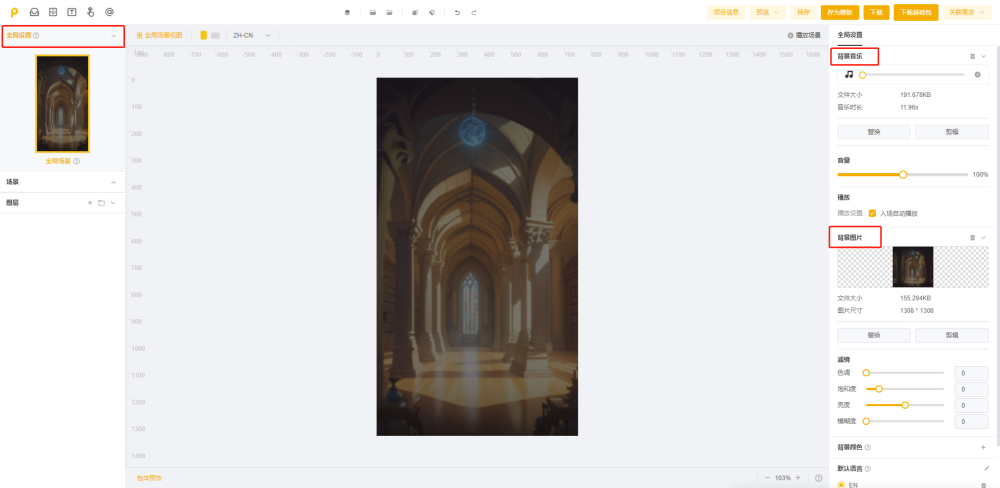 项目信息 预览 保存 存为模板 下载 下载基础包 关联需求
全局设置
全局场景
场景
图层
全局场景视图 ZH-CN 播放场景
-900 -800 -700 -600 -500 -400 -300 -200 -100 0 100 200 300 400 500 600 700 800 900 1000 1100 1200 1300 1400 1500 1600
0
100
200
300
400
500
600
700
800
900
1000
1100
1200
1300
1400
包体预览
103%
全局设置
背景音乐
文件大小 191.678KB
音乐时长 11.96s
替换 剪辑
音量
100%
播放
播放设置 入场自动播放
背景图片
文件大小 155.294KB
图片尺寸 1308 * 1308
替换 剪辑
滤镜
色调 0
饱和度 0
亮度 0
模糊度 0
背景颜色
默认语言
EN